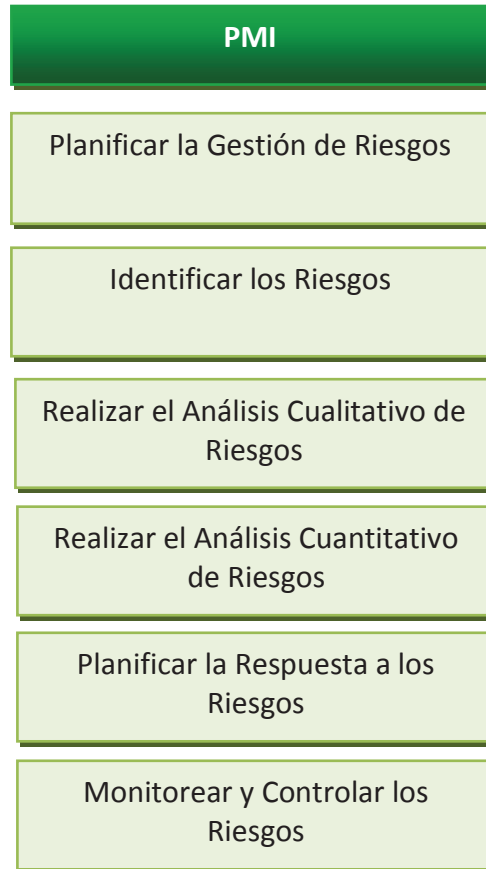 PMI
Planificar la Gestión de Riesgos
Identificar los Riesgos
Realizar el Análisis Cualitativo de
Riesgos
Realizar el Análisis Cuantitativo
de Riesgos
Planificar la Respuesta a los
Riesgos
Monitorear y Controlar los
Riesgos